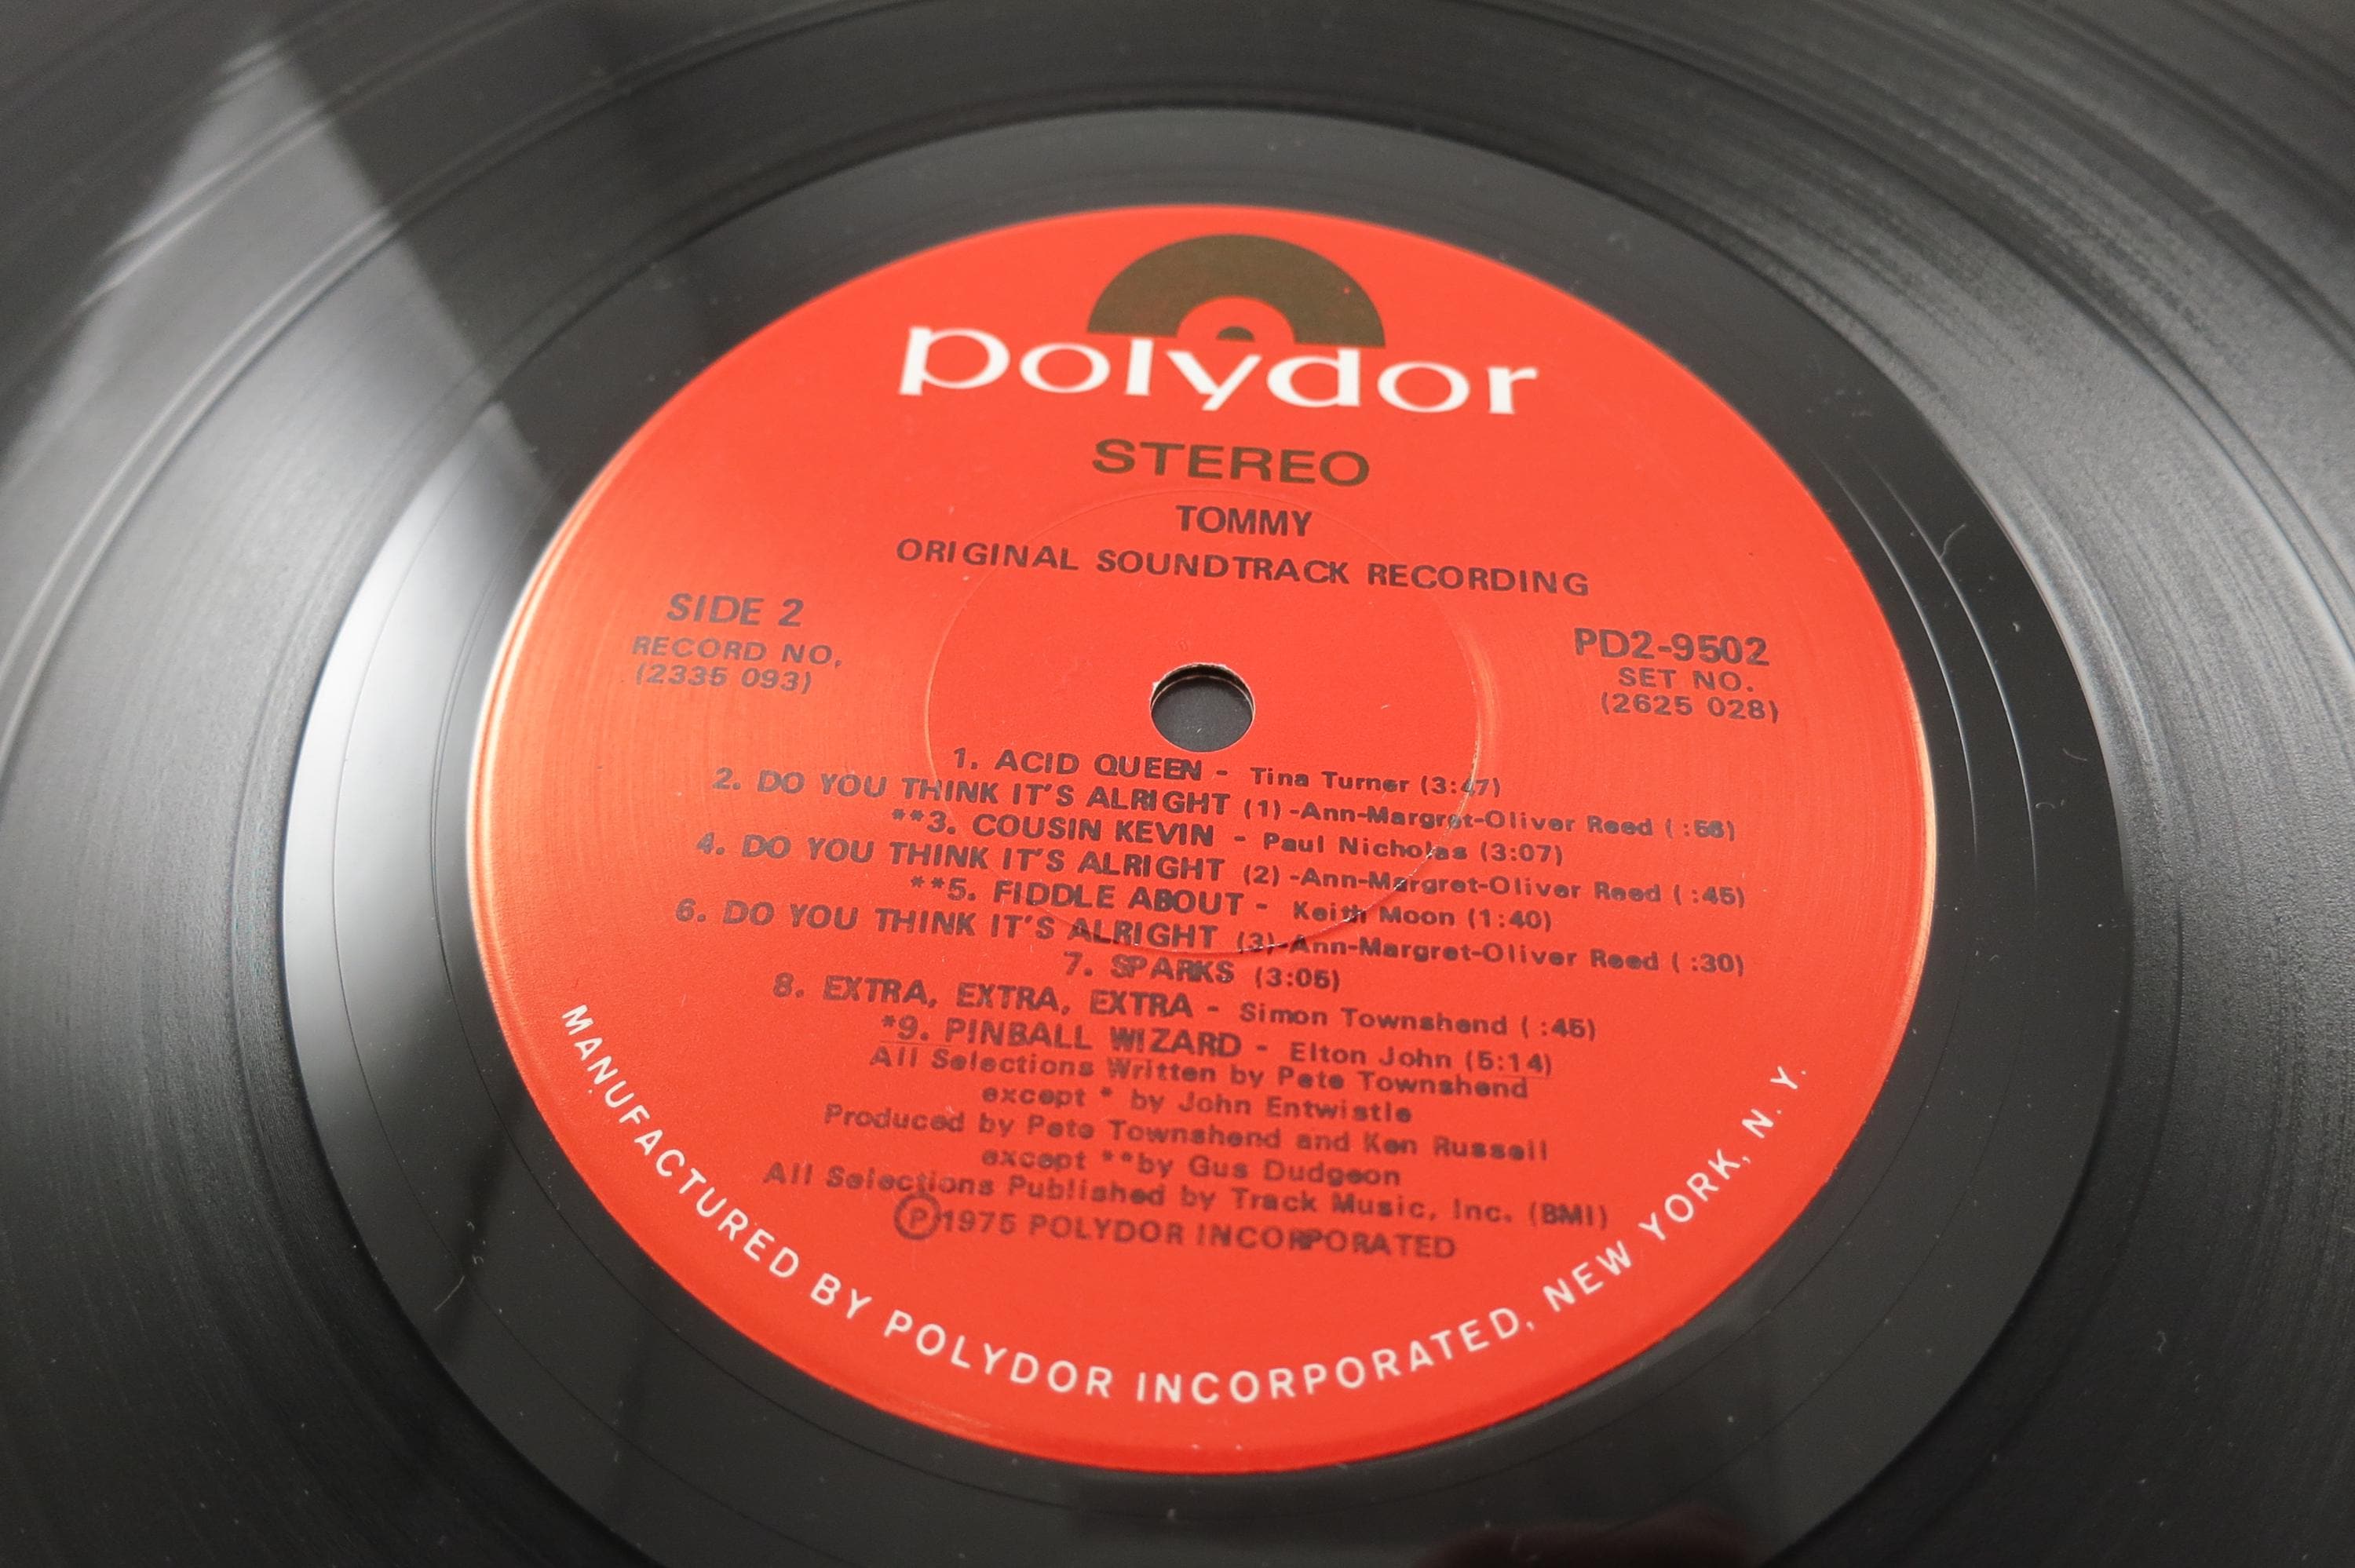 polydor
STEREO
TOMMY
ORIGINAL SOUNDTRACK RECORDING
SIDE 2
RECORD NO.
(2335 093)
PD2-9502
SET NO.
(2625 028)
1. ACID QUEEN - Tina Turner (3:47)
2. DO YOU THINK IT'S ALRIGHT (1) -Ann-Margret-Oliver Reed ( :56)
**3. COUSIN KEVIN - Paul Nicholas (3:07)
4. DO YOU THINK IT'S ALRIGHT (2) -Ann-Margret-Oliver Reed ( :45)
**5. FIDDLE ABOUT - Keith Moon (1:40)
6. DO YOU THINK IT'S ALRIGHT (3)-Ann-Margret-Oliver Reed ( :30)
7. SPARKS (3:05)
8. EXTRA, EXTRA, EXTRA - Simon Townshend ( :45)
*9. PINBALL WIZARD - Elton John (5:14)
All Selections Written by Pete Townshend
except * by John Entwistle
Produced by Pete Townshend and Ken Russell
except **by Gus Dudgeon
All Selections Published by Track Music, Inc. (BMI)
Ⓟ1975 POLYDOR INCORPORATED
MANUFACTURED BY POLYDOR INCORPORATED, NEW YORK, N. Y.